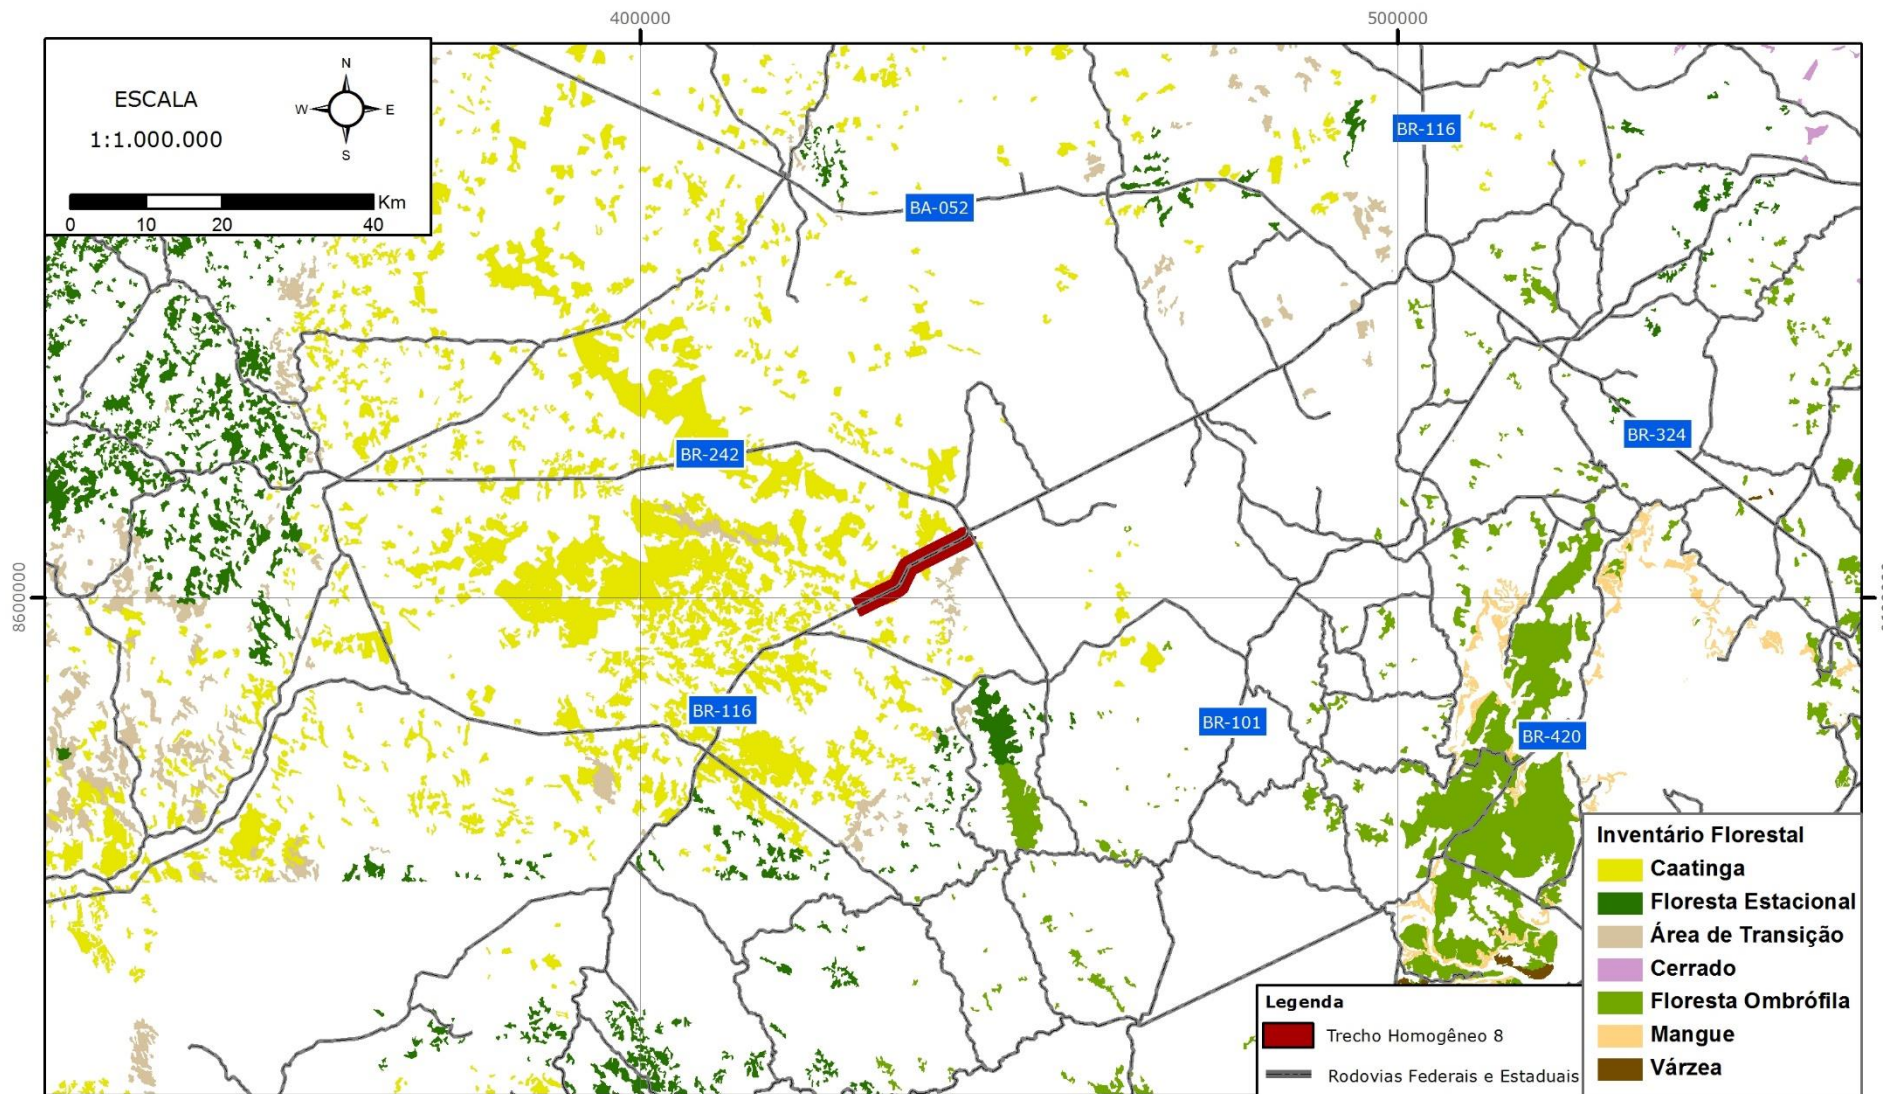 400000
500000
ESCALA
1:1.000.000
N
W
E
S
Km
0
10
20
40
BR-116
BA-052
BR-242
BR-324
8600000
BR-116
BR-101
BR-420
Inventário Florestal
Caatinga
Floresta Estacional
Área de Transição
Cerrado
Floresta Ombrófila
Mangue
Várzea
Legenda
Trecho Homogêneo 8
Rodovias Federais e Estaduais